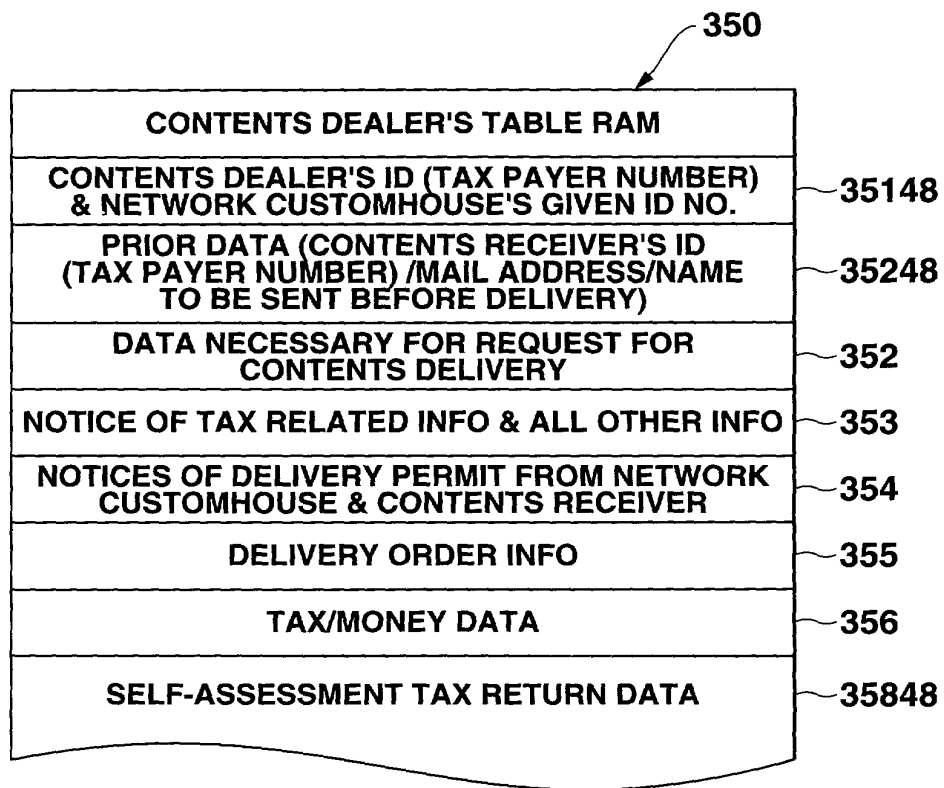 350
CONTENTS DEALER'S TABLE RAM
CONTENTS DEALER'S ID (TAX PAYER NUMBER)
& NETWORK CUSTOMHOUSE'S GIVEN ID NO.
35148
PRIOR DATA (CONTENTS RECEIVER'S ID
(TAX PAYER NUMBER) /MAIL ADDRESS/NAME
TO BE SENT BEFORE DELIVERY)
35248
DATA NECESSARY FOR REQUEST FOR
CONTENTS DELIVERY
352
NOTICE OF TAX RELATED INFO & ALL OTHER INFO
353
NOTICES OF DELIVERY PERMIT FROM NETWORK
CUSTOMHOUSE & CONTENTS RECEIVER
354
DELIVERY ORDER INFO
355
TAX/MONEY DATA
356
SELF-ASSESSMENT TAX RETURN DATA
35848